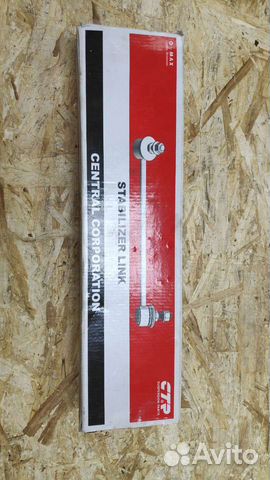 STABILIZER LINK
CENTRAL CORPORATION
CTR
Avito